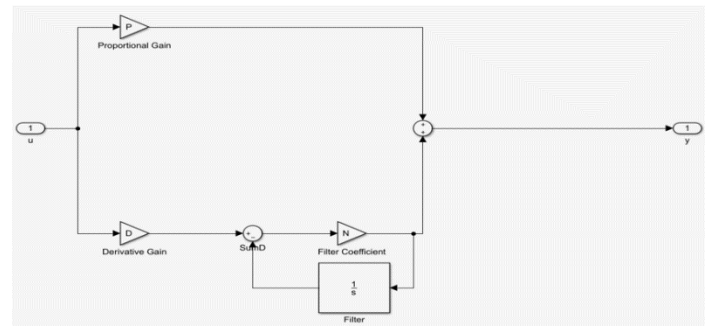 P
Proportional Gain
1
u
+
+
1
y
D
Derivative Gain
+
−
SumD
N
Filter Coefficient
1
s
Filter